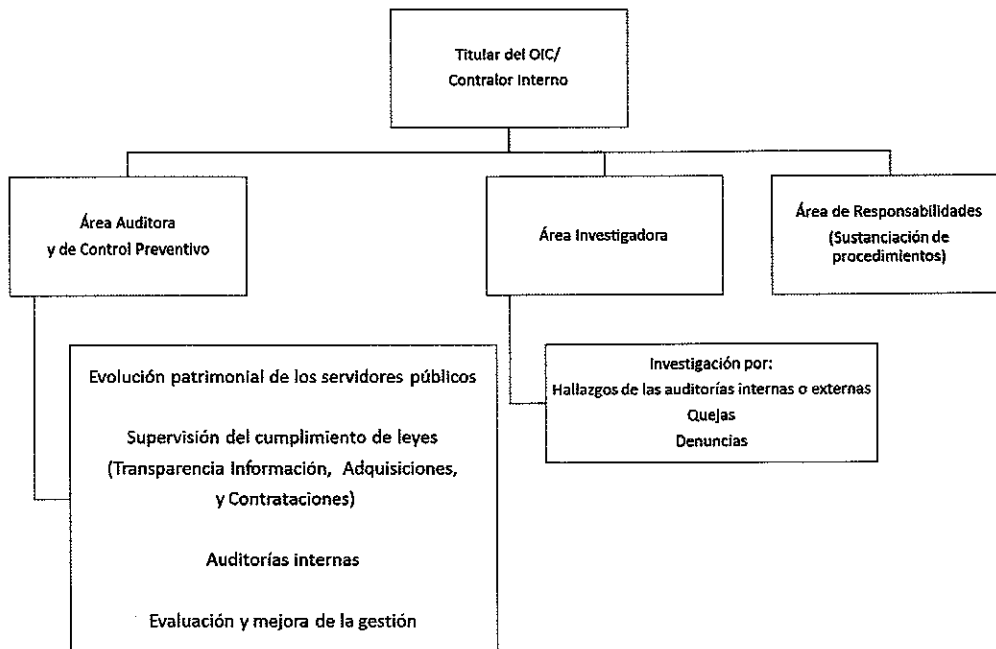 Titular del OIC/
Contralor Interno
Área Auditora
y de Control Preventivo
Área Investigadora
Área de Responsabilidades
(Sustanciación de
procedimientos)
Evolución patrimonial de los servidores públicos
Supervisión del cumplimiento de leyes
(Transparencia Información, Adquisiciones,
y Contrataciones)
Auditorías internas
Evaluación y mejora de la gestión
Investigación por:
Hallazgos de las auditorías internas o externas
Quejas
Denuncias